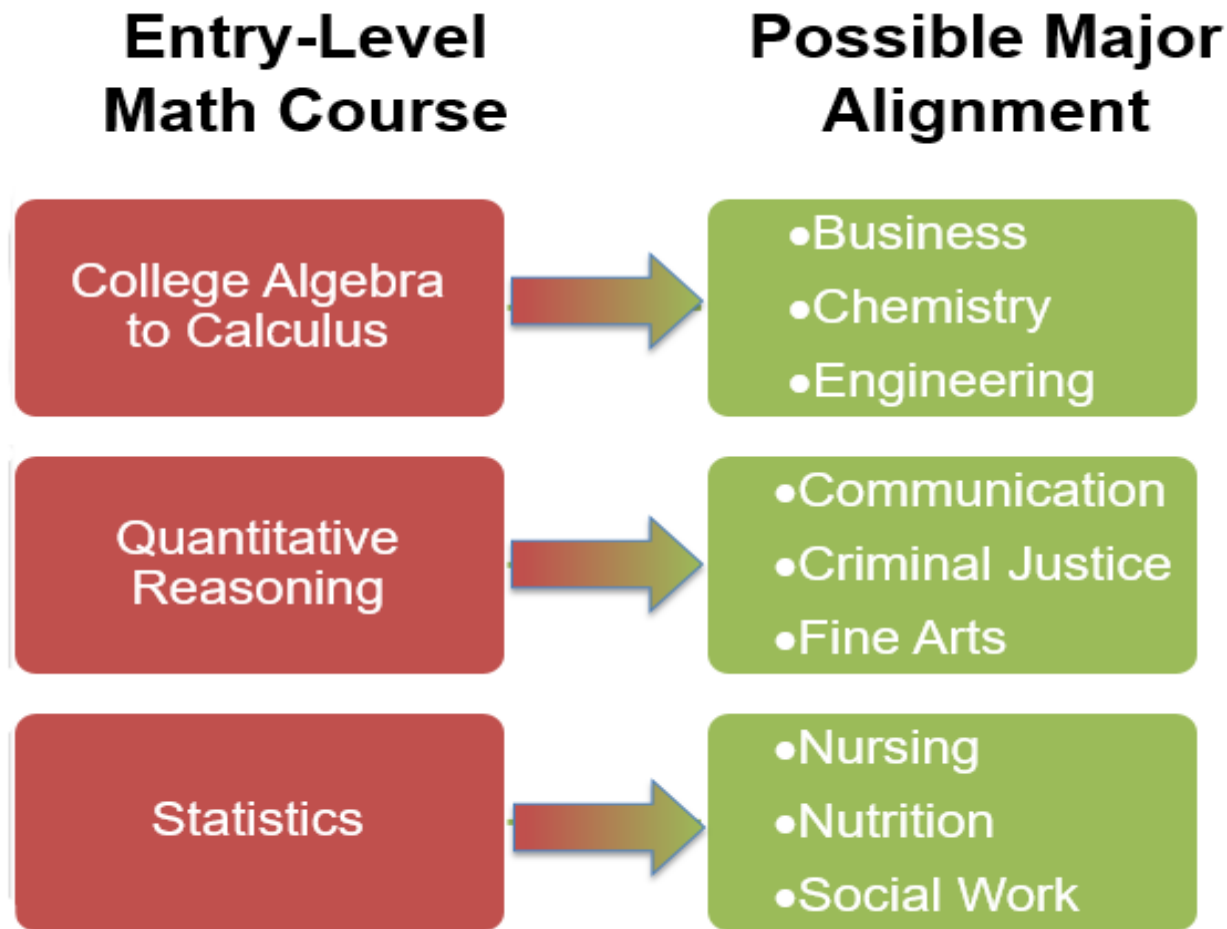 Entry-Level
Math Course
Possible Major
Alignment
College Algebra
to Calculus
•Business
•Chemistry
•Engineering
Quantitative
Reasoning
•Communication
•Criminal Justice
•Fine Arts
Statistics
•Nursing
•Nutrition
•Social Work